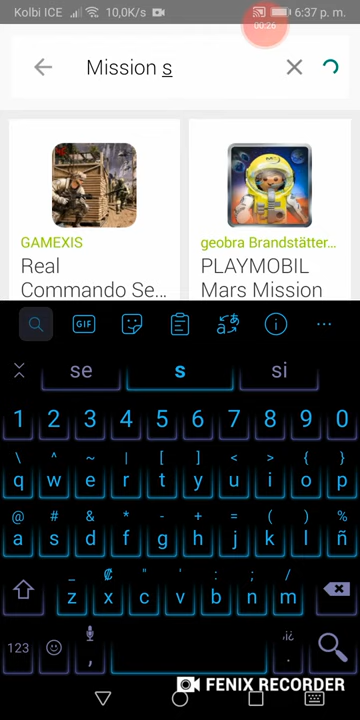 Kolbi ICE 10,0K/s 6:37 p. m.
00:26
Mission s
GAMEXIS
geobra Brandstätter...
Real
Commando Se...
PLAYMOBIL
Mars Mission
GIF
se s si
1 2 3 4 5 6 7 8 9 0
\ ^ ~ | [ ] < > { }
q w e r t y u i o p
@ # & * - + = ( ) %
a s d f g h j k l ñ
_ ₡ " ' : ; /
z x c v b n m
123 , .
¡¿
FENIX RECORDER